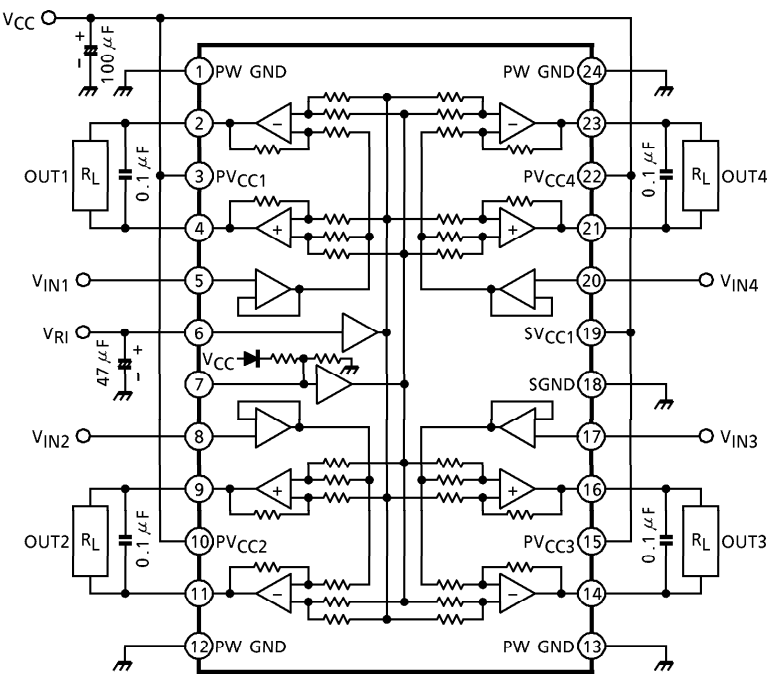 VCC
+
-
100 μF
1 PW GND
PW GND 24
2
-
-
23
OUT1 RL 0.1 μF
3 PVCC1
PVCC4 22
0.1 μF RL OUT4
4
+
+
21
VIN1
5
20
VIN4
VRI
6
SVCC1 19
47 μF
+
-
VCC
7
SGND 18
VIN2
8
17
VIN3
9
+
+
16
OUT2 RL 0.1 μF
10 PVCC2
PVCC3 15
0.1 μF RL OUT3
11
-
-
14
12 PW GND
PW GND 13